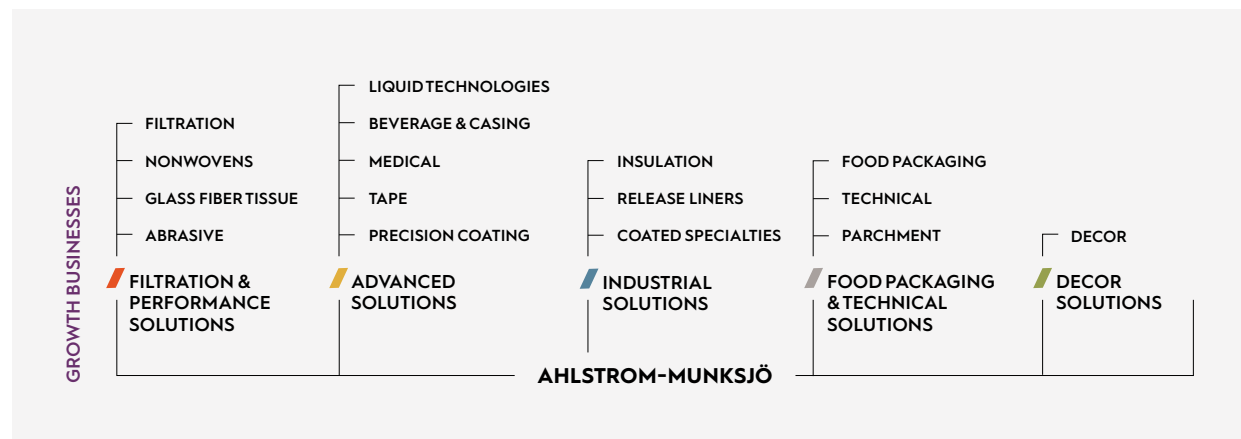 GROWTH BUSINESSES
FILTRATION
NONWOVENS
GLASS FIBER TISSUE
ABRASIVE
FILTRATION &
PERFORMANCE
SOLUTIONS
LIQUID TECHNOLOGIES
BEVERAGE & CASING
MEDICAL
TAPE
PRECISION COATING
ADVANCED
SOLUTIONS
INSULATION
RELEASE LINERS
COATED SPECIALTIES
INDUSTRIAL
SOLUTIONS
FOOD PACKAGING
TECHNICAL
PARCHMENT
FOOD PACKAGING
& TECHNICAL
SOLUTIONS
DECOR
DECOR
SOLUTIONS
AHLSTROM-MUNKSJÖ